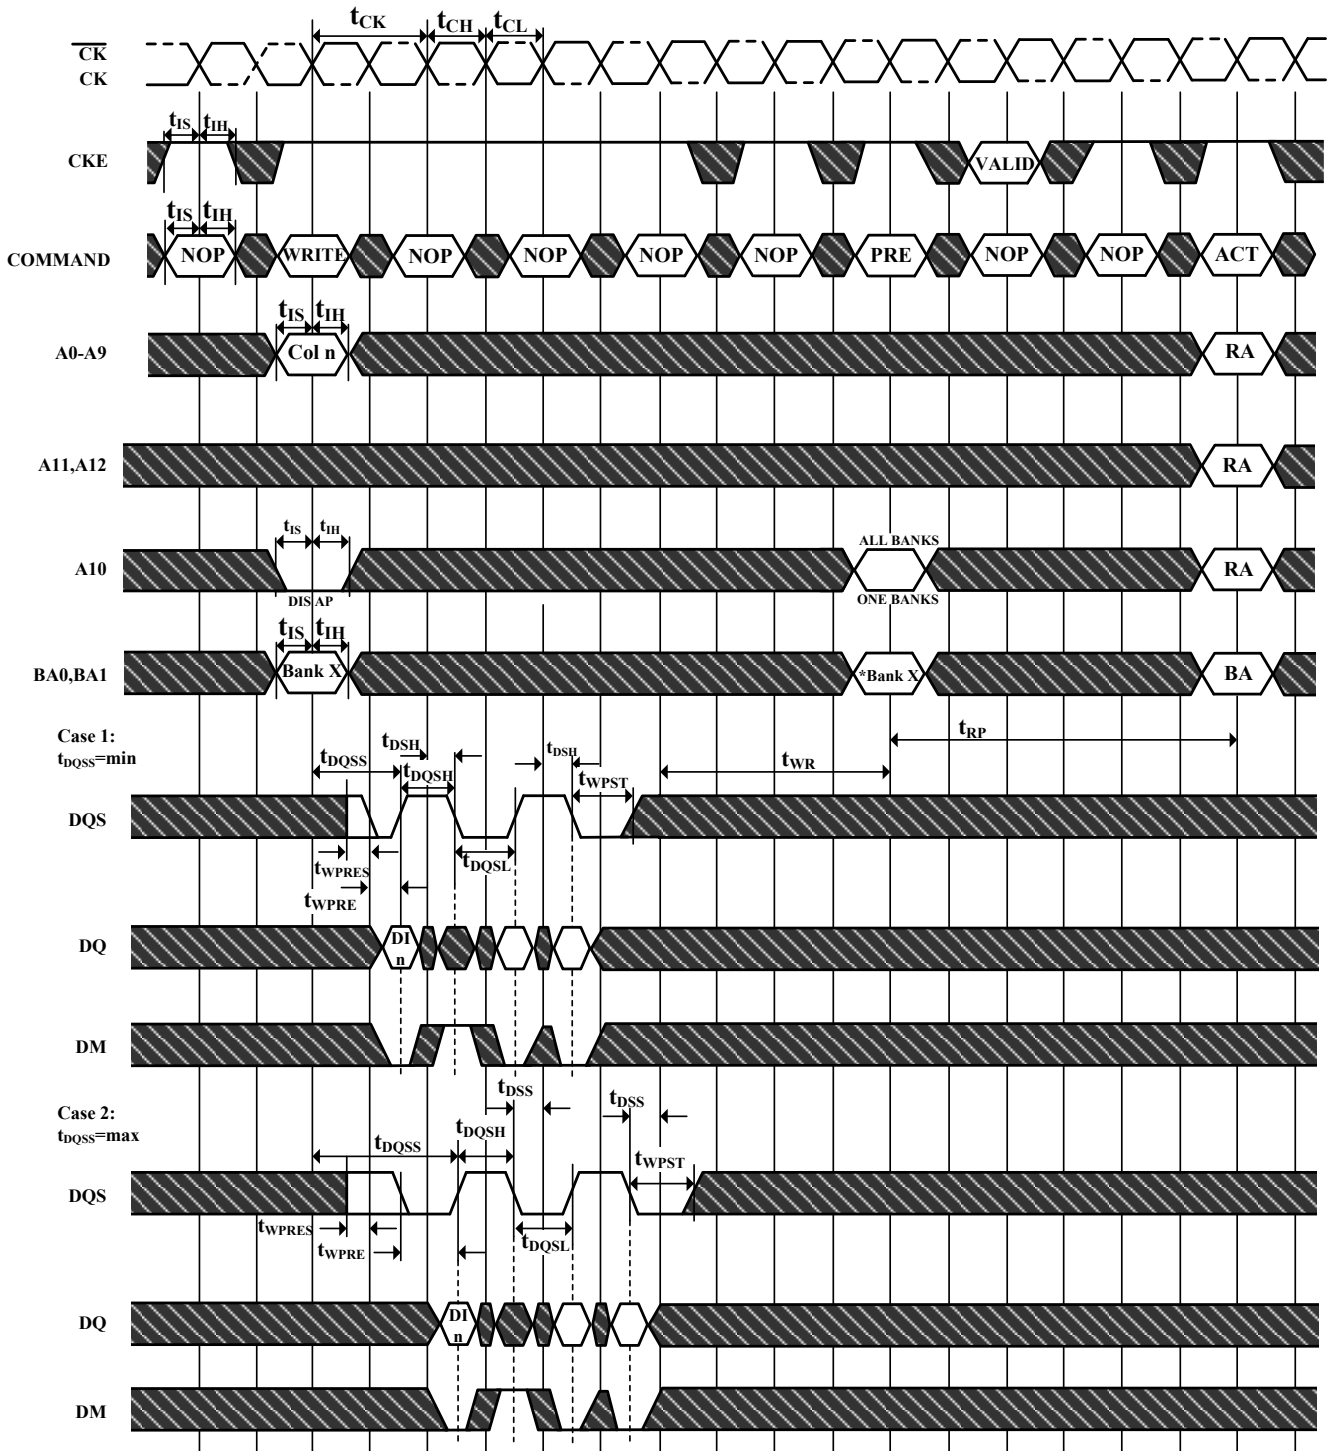 tCK tCH tCL
CK
CK
tIS tIH
CKE VALID
tIS tIH
COMMAND NOP WRITE NOP NOP NOP NOP PRE NOP NOP ACT
tIS tIH
A0-A9 Col n RA
A11,A12 RA
tIS tIH ALL BANKS
A10 RA
DIS AP ONE BANKS
tIS tIH
BA0,BA1 Bank X *Bank X BA
Case 1:
tDQSS=min
tDQSS tDSH tDQSH tDSH tWPST tWR tRP
DQS
tWPRES tDQSL
tWPRE
DQ DI
n
DM
tDSS tDSS
Case 2:
tDQSS=max
tDQSS tDQSH tWPST
DQS
tWPRES tDQSL
tWPRE
DQ DI
n
DM